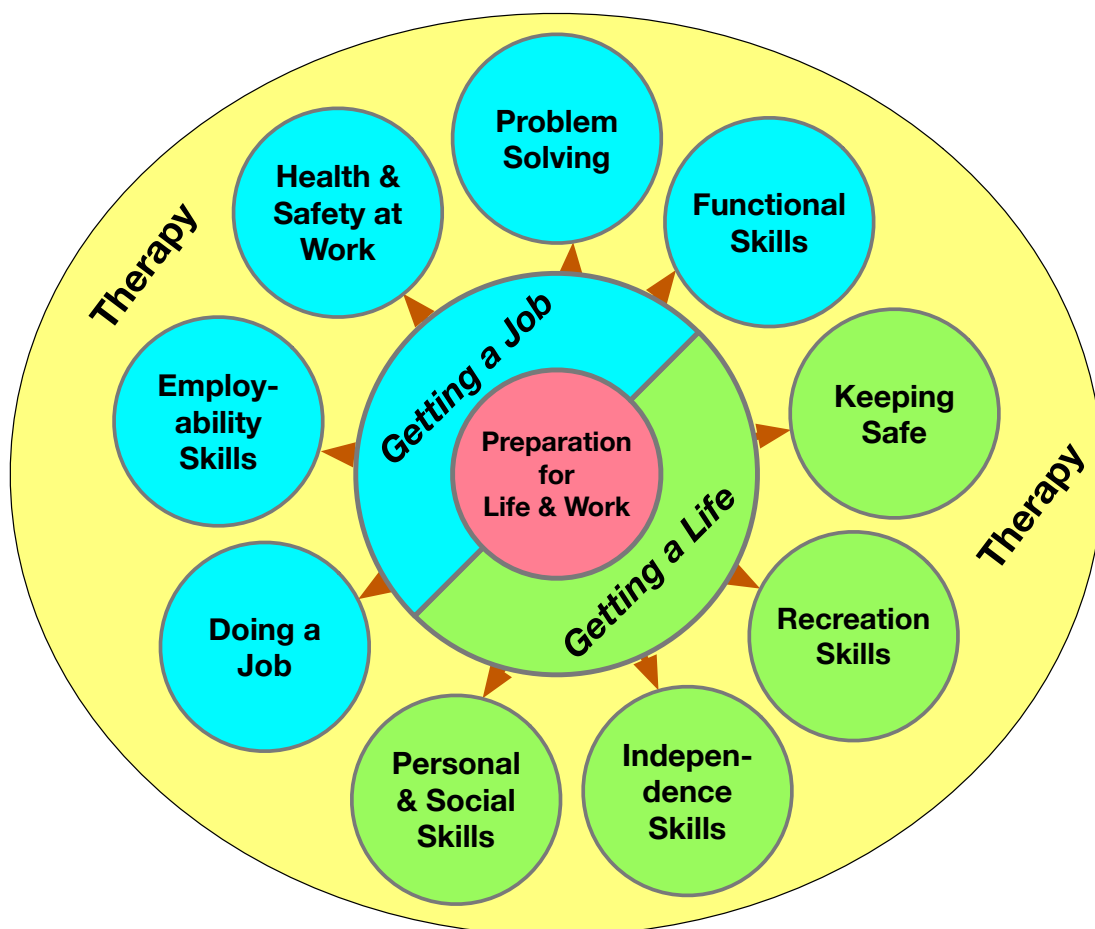 Problem
Solving
Health &
Safety at
Work
Functional
Skills
Therapy
Getting a Job
Employ-
ability
Skills
Keeping
Safe
Preparation
for
Life & Work
Therapy
Getting a Life
Doing a
Job
Recreation
Skills
Personal
& Social
Skills
Indepen-
dence
Skills